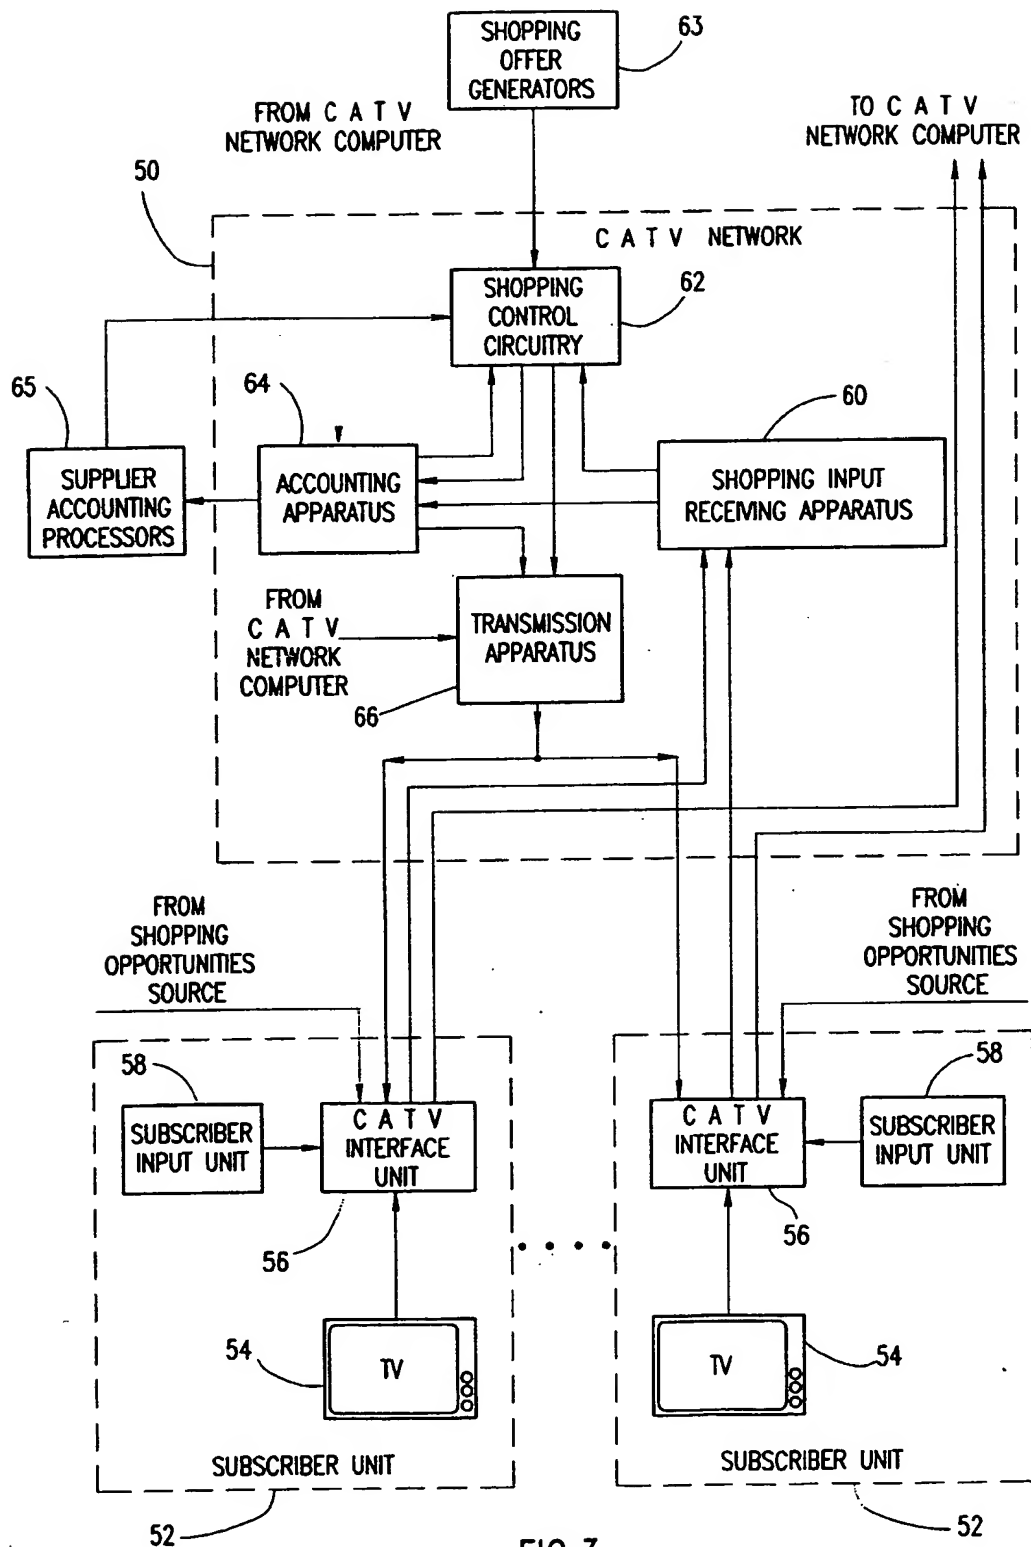 SHOPPING
OFFER
GENERATORS
63
FROM C A T V
NETWORK COMPUTER
TO C A T V
NETWORK COMPUTER
50
C A T V NETWORK
SHOPPING
CONTROL
CIRCUITRY
62
65
64
60
SUPPLIER
ACCOUNTING
PROCESSORS
ACCOUNTING
APPARATUS
SHOPPING INPUT
RECEIVING APPARATUS
FROM
C A T V
NETWORK
COMPUTER
TRANSMISSION
APPARATUS
66
FROM
SHOPPING
OPPORTUNITIES
SOURCE
FROM
SHOPPING
OPPORTUNITIES
SOURCE
58
SUBSCRIBER
INPUT UNIT
C A T V
INTERFACE
UNIT
56
54
TV
SUBSCRIBER UNIT
52
C A T V
INTERFACE
UNIT
58
SUBSCRIBER
INPUT UNIT
56
TV
54
SUBSCRIBER UNIT
52